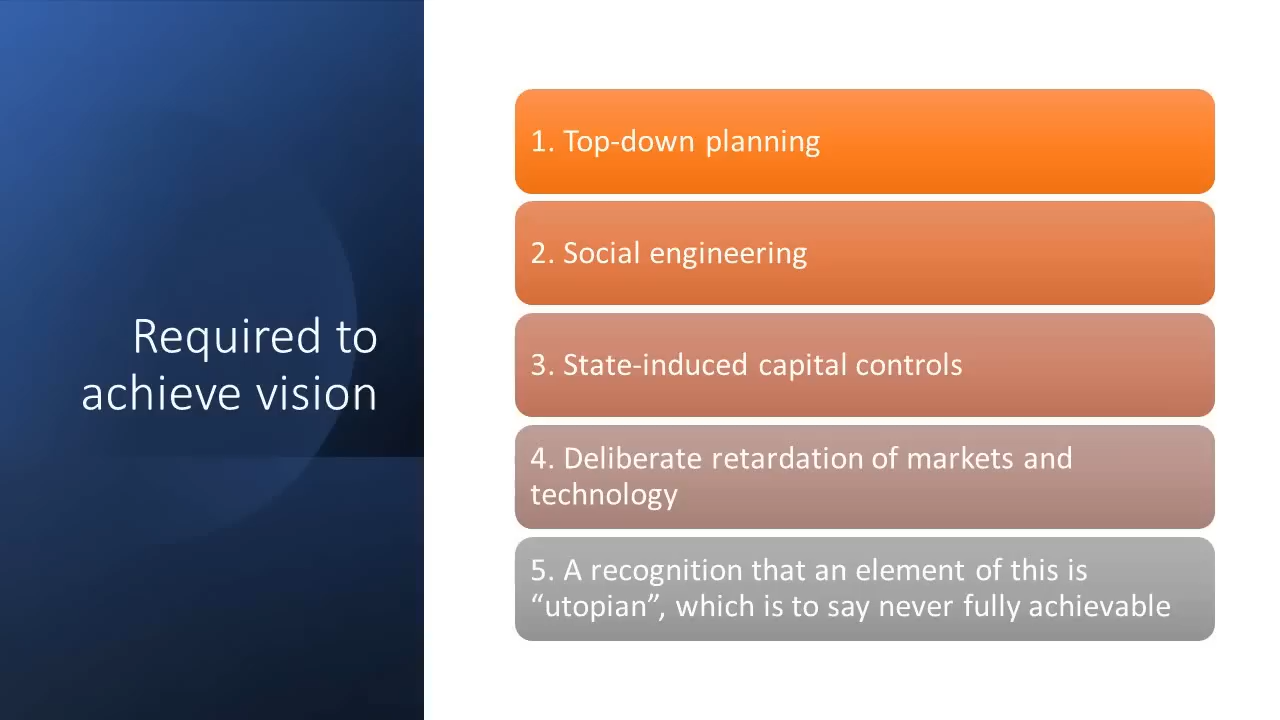 Required to
achieve vision
1. Top-down planning
2. Social engineering
3. State-induced capital controls
4. Deliberate retardation of markets and
technology
5. A recognition that an element of this is
“utopian”, which is to say never fully achievable